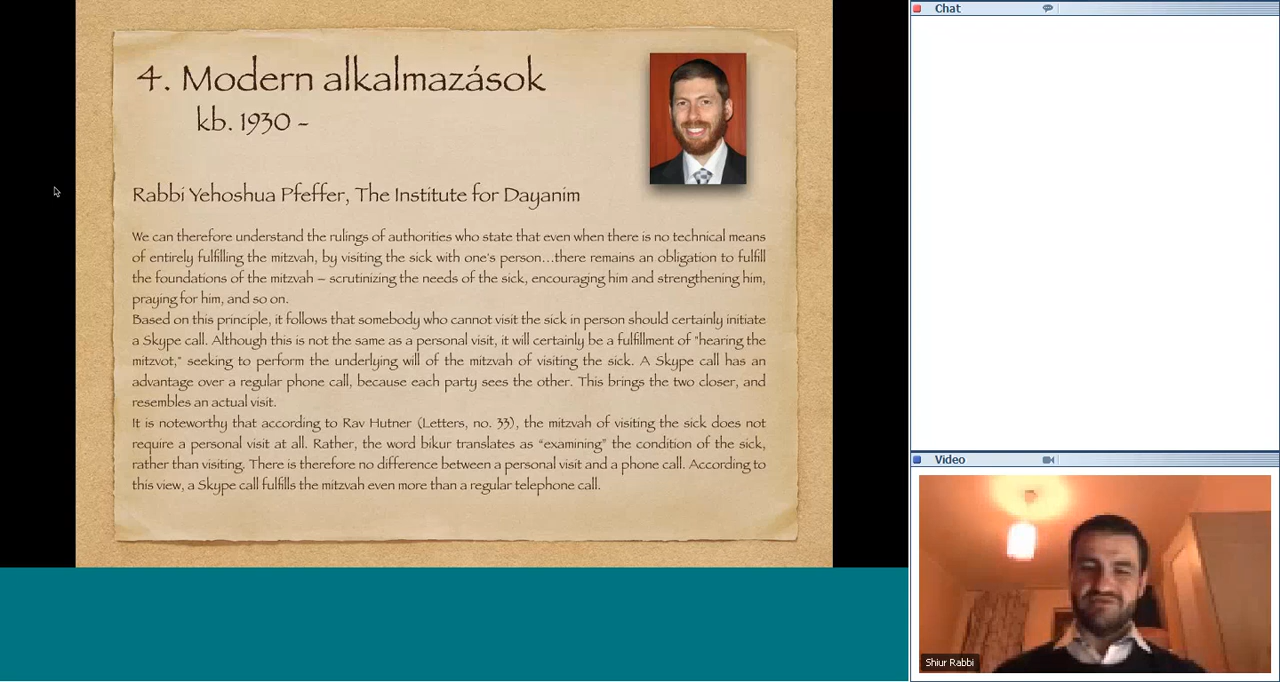 4. Modern alkalmazások
kb. 1930 -
Rabbi Yehoshua Pfeffer, The Institute for Dayanim
We can therefore understand the rulings of authorities who state that even when there is no technical means
of entirely fulfilling the mitzvah, by visiting the sick with one's person...there remains an obligation to fulfill
the foundations of the mitzvah – scrutinizing the needs of the sick, encouraging him and strengthening him,
praying for him, and so on.
Based on this principle, it follows that somebody who cannot visit the sick in person should certainly initiate
a Skype call. Although this is not the same as a personal visit, it will certainly be a fulfillment of "hearing the
mitzvot," seeking to perform the underlying will of the mitzvah of visiting the sick. A Skype call has an
advantage over a regular phone call, because each party sees the other. This brings the two closer, and
resembles an actual visit.
It is noteworthy that according to Rav Hutner (Letters, no. 33), the mitzvah of visiting the sick does not
require a personal visit at all. Rather, the word bikur translates as “examining” the condition of the sick,
rather than visiting. There is therefore no difference between a personal visit and a phone call. According to
this view, a Skype call fulfills the mitzvah even more than a regular telephone call.
Chat
Video
Shiur Rabbi